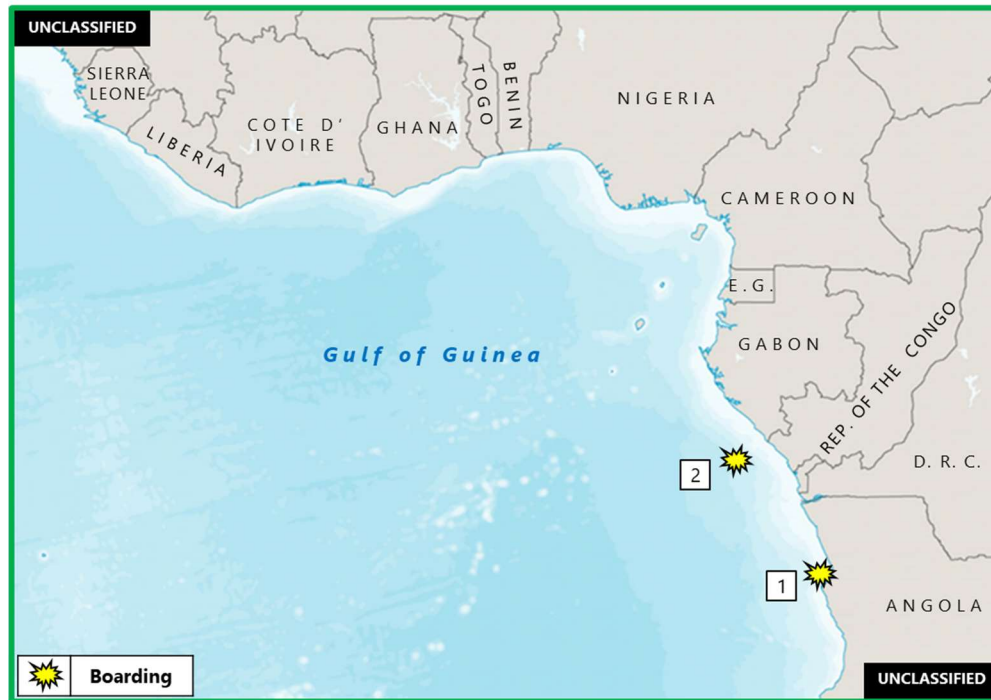 UNCLASSIFIED
SIERRA
LEONE
LIBERIA
COTE D'
IVOIRE
GHANA
TOGO
BENIN
NIGERIA
CAMEROON
E.G.
GABON
REP. OF THE CONGO
D. R. C.
Gulf of Guinea
2
1
ANGOLA
Boarding
UNCLASSIFIED